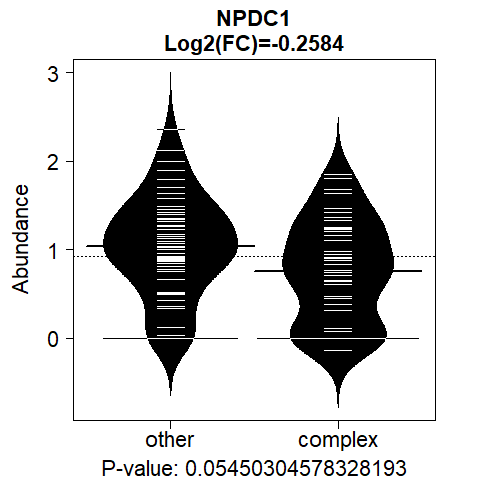 NPDC1
Log2(FC)=-0.2584
3
2
1
0
Abundance
other complex
P-value: 0.05450304578328193